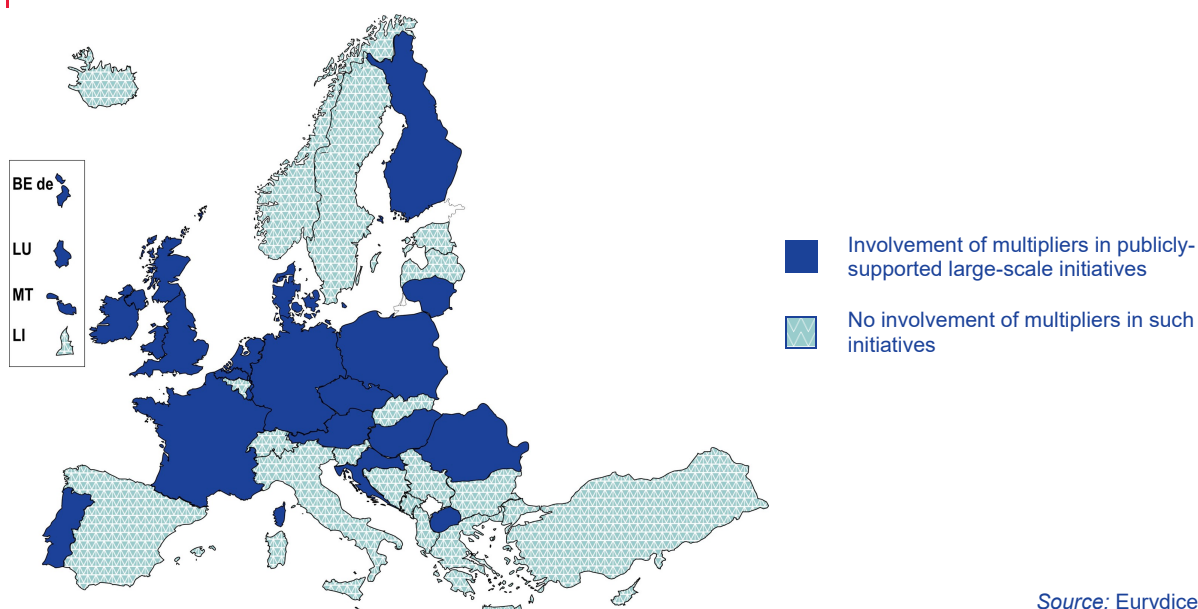 BE de
LU
MT
LI
Involvement of multipliers in publicly-
supported large-scale initiatives
No involvement of multipliers in such
initiatives
Source: Eurydice